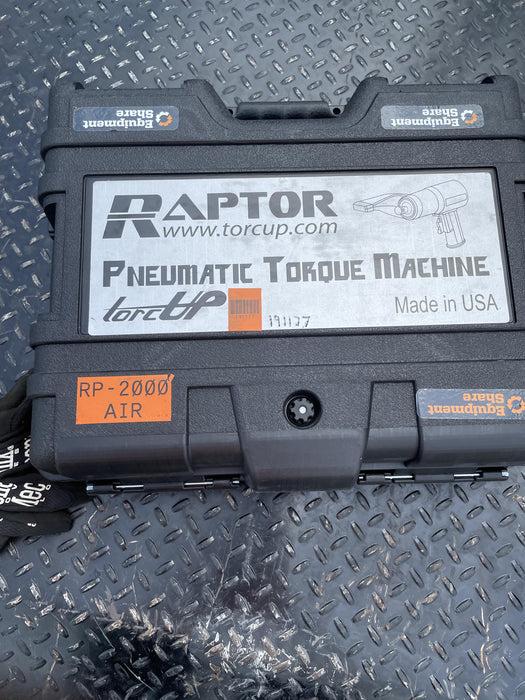 Equipment
Share
Equipment
Share
RAPTOR
www.torcup.com
PNEUMATIC TORQUE MACHINE
torcUP
191177
Made in USA
RP-2000
AIR
Equipment
Share